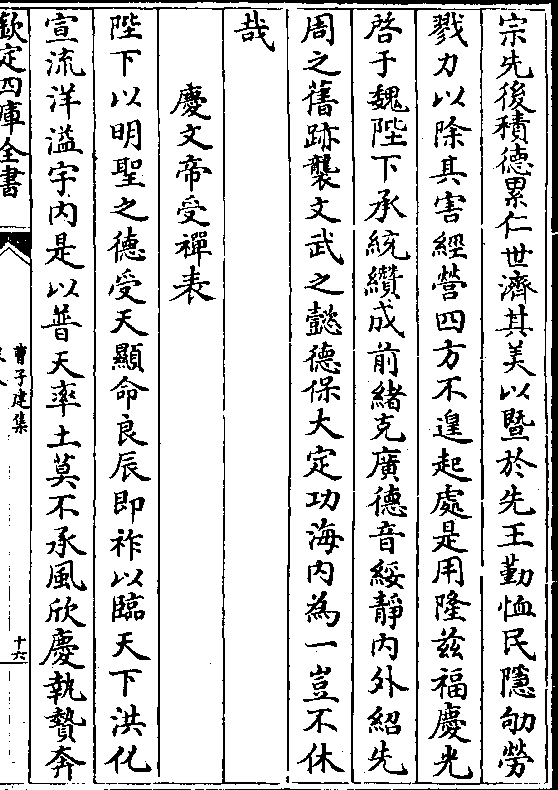 宗先後積德累仁世濟其美以暨於先王勤恤民隱劬勞
戮力以除其害經營四方不遑起處是用隆兹福慶光
啓于魏陛下承統纘成前緒克廣德音綏靜内外紹先
周之舊跡襲文武之懿德保大定功海内為一豈不休
哉
慶文帝受禪表
陛下以明聖之德受天顯命良辰即祚以臨天下洪化
宣流洋溢宇内是以普天率土莫不承風欣慶執贄奔
欽定四庫全書
曹子建集
十六